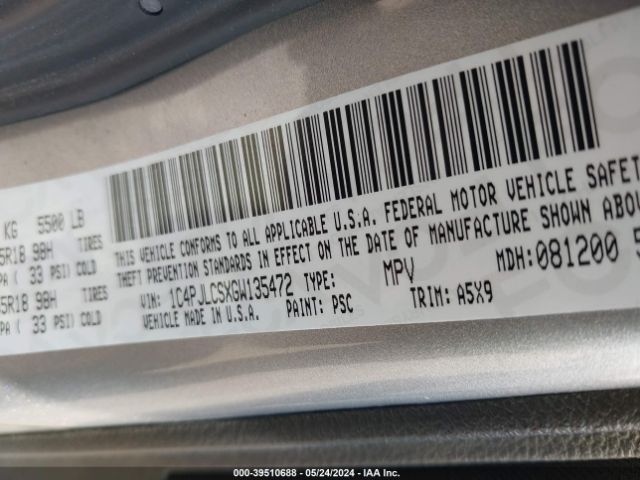 KG 5500 LB
5R18 98H TIRES
PA ( 33 PSI) COLD
5R18 98H TIRES
PA ( 33 PSI) COLD
THIS VEHICLE CONFORMS TO ALL APPLICABLE U.S.A. FEDERAL MOTOR VEHICLE SAFETY
THEFT PREVENTION STANDARDS IN EFFECT ON THE DATE OF MANUFACTURE SHOWN ABOV
VIN: 1C4PJLCSXGW135472 TYPE: MPV MDH:081200 5
VEHICLE MADE IN U.S.A. PAINT: PSC TRIM: A5X9
000-39510688 - 05/24/2024 - IAA Inc.